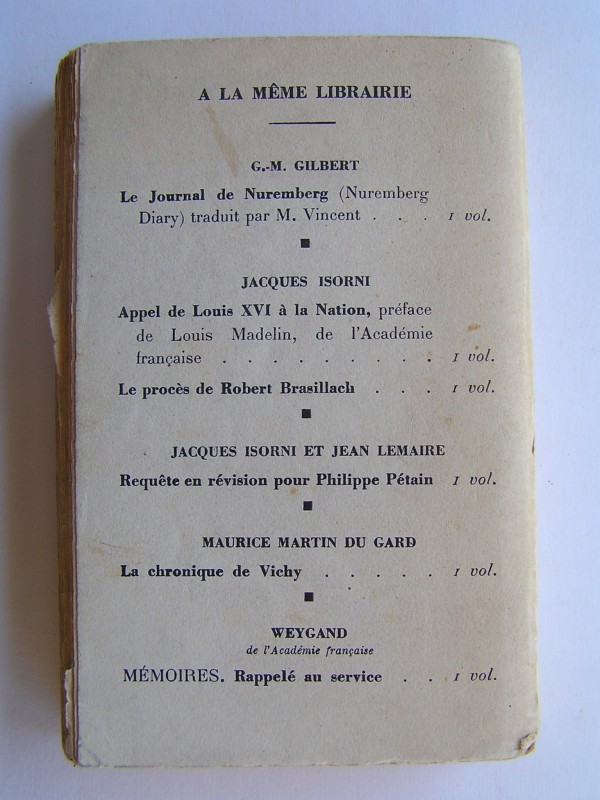 A LA MÊME LIBRAIRIE
G.-M. GILBERT
Le Journal de Nuremberg (Nuremberg
Diary) traduit par M. Vincent . . . 1 vol.
JACQUES ISORNI
Appel de Louis XVI à la Nation, préface
de Louis Madelin, de l'Académie
française . . . . . . . . . 1 vol.
Le procès de Robert Brasillach . . . 1 vol.
JACQUES ISORNI ET JEAN LEMAIRE
Requête en révision pour Philippe Pétain 1 vol.
MAURICE MARTIN DU GARD
La chronique de Vichy . . . . . 1 vol.
WEYGAND
de l'Académie française
MÉMOIRES. Rappelé au service . . 1 vol.